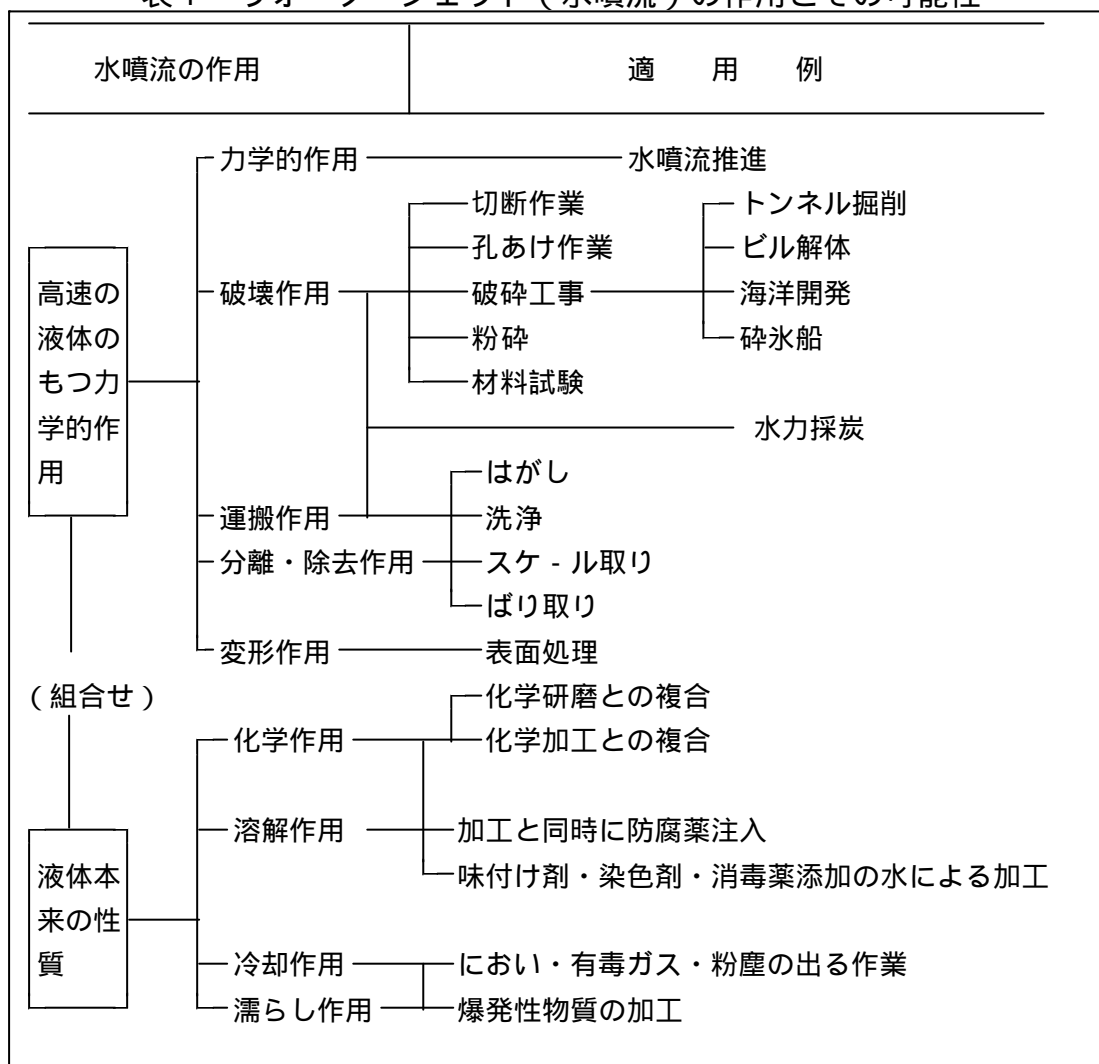 表１ ウォータージェット（水噴流）の作用とその可能性
水噴流の作用 適 用 例
力学的作用 水噴流推進
切断作業 トンネル掘削
孔あけ作業 ビル解体
高速の 破壊作用 破砕工事 海洋開発
液体の 粉砕 砕氷船
もつ力 材料試験
学的作 水力採炭
用 はがし
運搬作用 洗浄
分離・除去作用 スケ‐ル取り
ばり取り
変形作用 表面処理
（組合せ） 化学研磨との複合
化学作用 化学加工との複合
溶解作用 加工と同時に防腐薬注入
液体本 味付け剤・染色剤・消毒薬添加の水による加工
来の性
質 冷却作用 におい・有毒ガス・粉塵の出る作業
濡らし作用 爆発性物質の加工